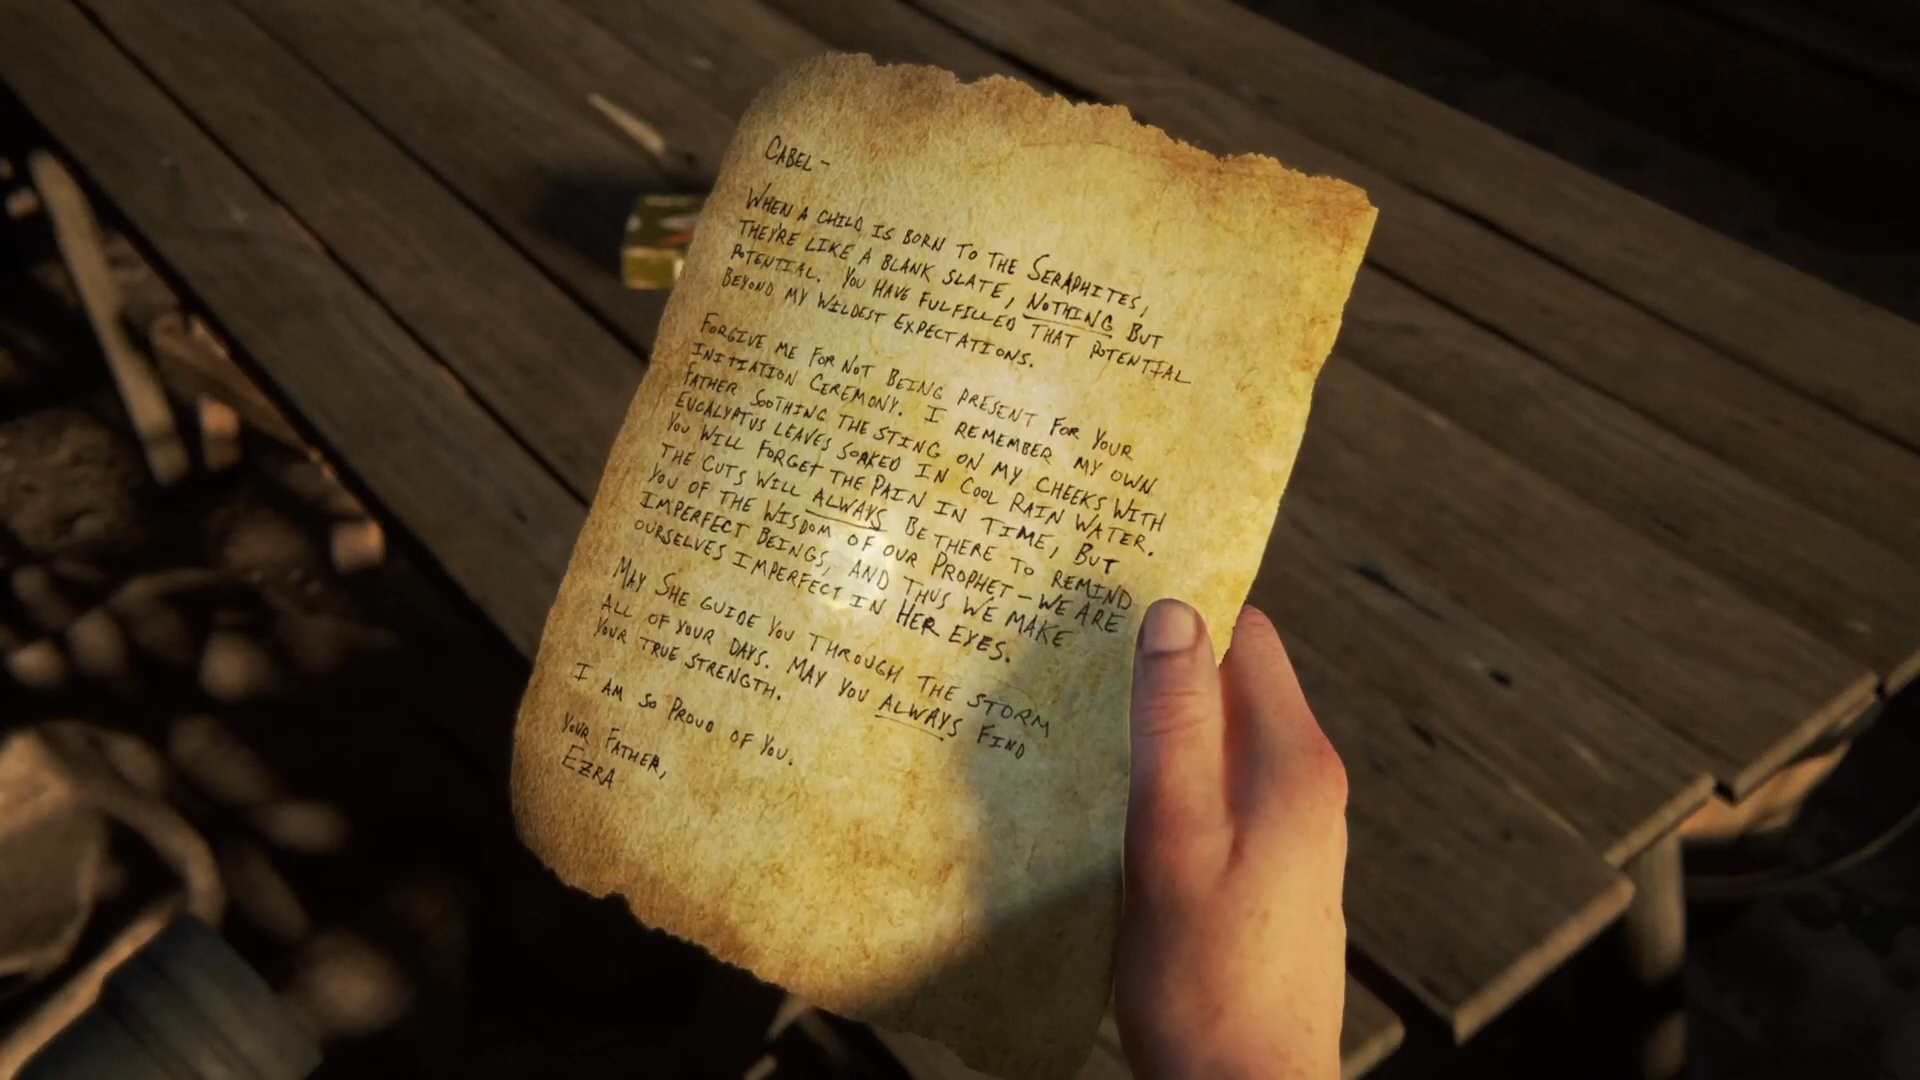 CABEL -
WHEN A CHILD IS BORN TO THE SERAPHITES,
THEY'RE LIKE A BLANK SLATE, NOTHING BUT
POTENTIAL. YOU HAVE FULFILLED THAT POTENTIAL
BEYOND MY WILDEST EXPECTATIONS.
FORGIVE ME FOR NOT BEING PRESENT FOR YOUR
INITIATION CEREMONY. I REMEMBER MY OWN
FATHER SOOTHING THE STING ON MY CHEEKS WITH
EUCALYPTUS LEAVES SOAKED IN COOL RAIN WATER.
YOU WILL FORGET THE PAIN IN TIME, BUT
THE CUTS WILL ALWAYS BE THERE TO REMIND
YOU OF THE WISDOM OF OUR PROPHET - WE ARE
IMPERFECT BEINGS, AND THUS WE MAKE
OURSELVES IMPERFECT IN HER EYES.
MAY SHE GUIDE YOU THROUGH THE STORM
ALL OF YOUR DAYS. MAY YOU ALWAYS FIND
YOUR TRUE STRENGTH.
I AM SO PROUD OF YOU.
YOUR FATHER,
EZRA